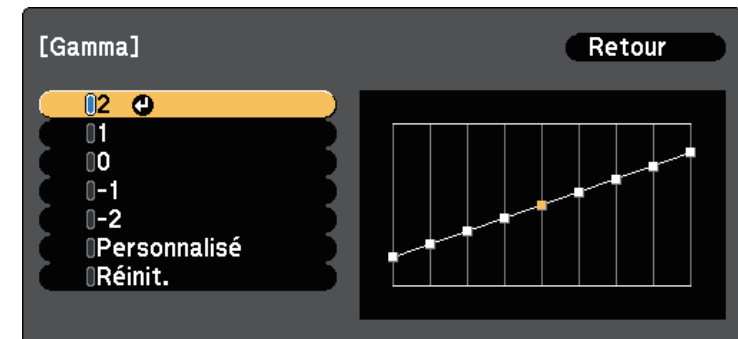 [Gamma]
Retour
2
1
0
-1
-2
Personnalisé
Réinit.